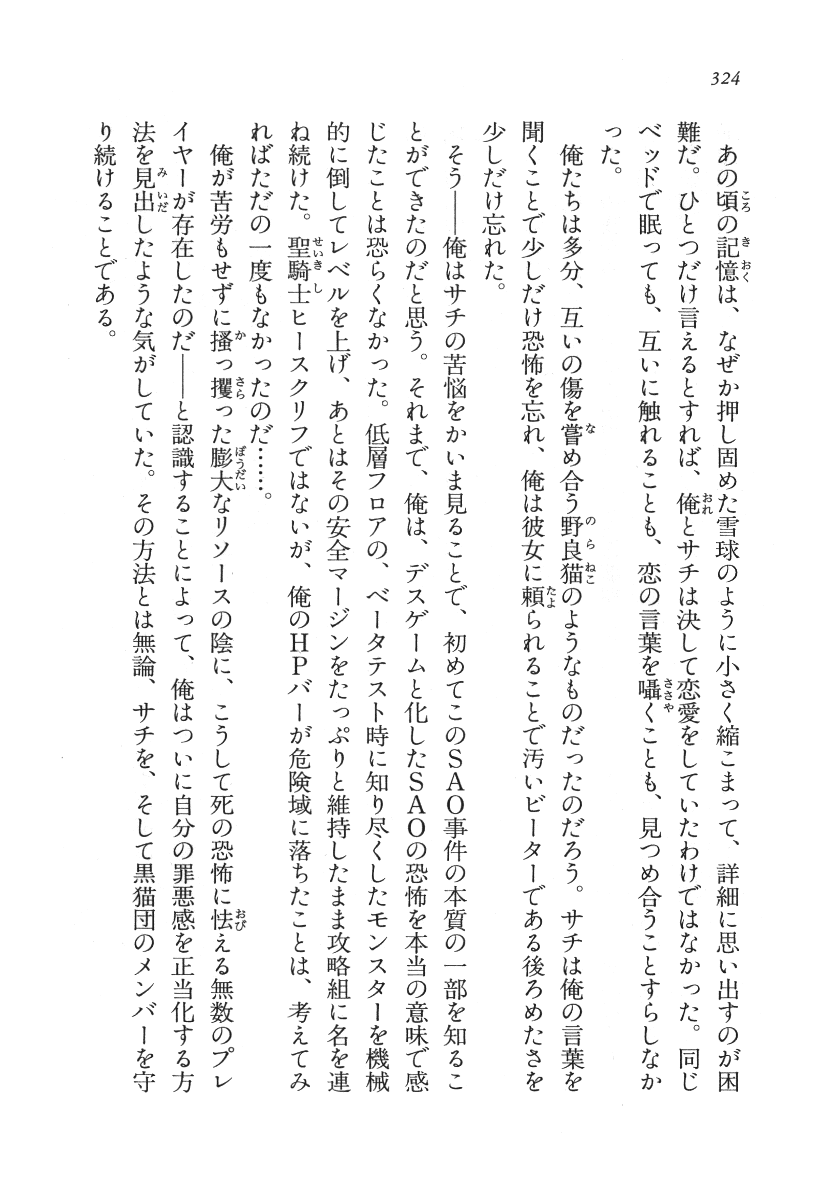 324
あの頃の記憶は、なぜか押し固めた雪球のように小さく縮こまって、詳細に思い出すのが困
難だ。ひとつだけ言えるとすれば、俺とサチは決して恋愛をしていたわけではなかった。同じ
ベッドで眠っても、互いに触れることも、恋の言葉を囁くことも、見つめ合うことすらしなか
った。
俺たちは多分、互いの傷を嘗め合う野良猫のようなものだったのだろう。サチは俺の言葉を
聞くことで少しだけ恐怖を忘れ、俺は彼女に頼られることで汚いビーターである後ろめたさを
少しだけ忘れた。
そう――俺はサチの苦悩をかいま見ることで、初めてこのＳＡＯ事件の本質の一部を知るこ
とができたのだと思う。それまで、俺は、デスゲームと化したＳＡＯの恐怖を本当の意味で感
じたことは恐らくなかった。低層フロアの、ベータテスト時に知り尽くしたモンスターを機械
的に倒してレベルを上げ、あとはその安全マージンをたっぷりと維持したまま攻略組に名を連
ね続けた。聖騎士ヒースクリフではないが、俺のＨＰバーが危険域に落ちたことは、考えてみ
ればただの一度もなかったのだ……。
俺が苦労もせずに掻っ攫った膨大なリソースの陰に、こうして死の恐怖に怯える無数のプレ
イヤーが存在したのだ――と認識することによって、俺はついに自分の罪悪感を正当化する方
法を見出したような気がしていた。その方法とは無論、サチを、そして黒猫団のメンバーを守
り続けることである。